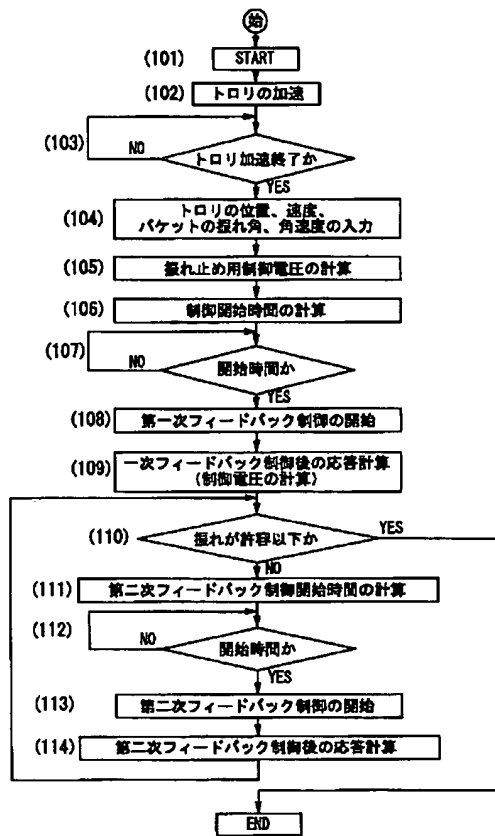 始
(101) START
(102) トロリの加速
(103)
NO
トロリ加速終了か
YES
(104) トロリの位置、速度、
バケットの振れ角、角速度の入力
(105) 振れ止め用制御電圧の計算
(106) 制御開始時間の計算
(107)
NO
開始時間か
YES
(108) 第一次フィードバック制御の開始
(109) 一次フィードバック制御後の応答計算
(制御電圧の計算)
(110) 振れが許容以下か YES
NO
(111) 第二次フィードバック制御開始時間の計算
(112)
NO
開始時間か
YES
(113) 第二次フィードバック制御の開始
(114) 第二次フィードバック制御後の応答計算
END